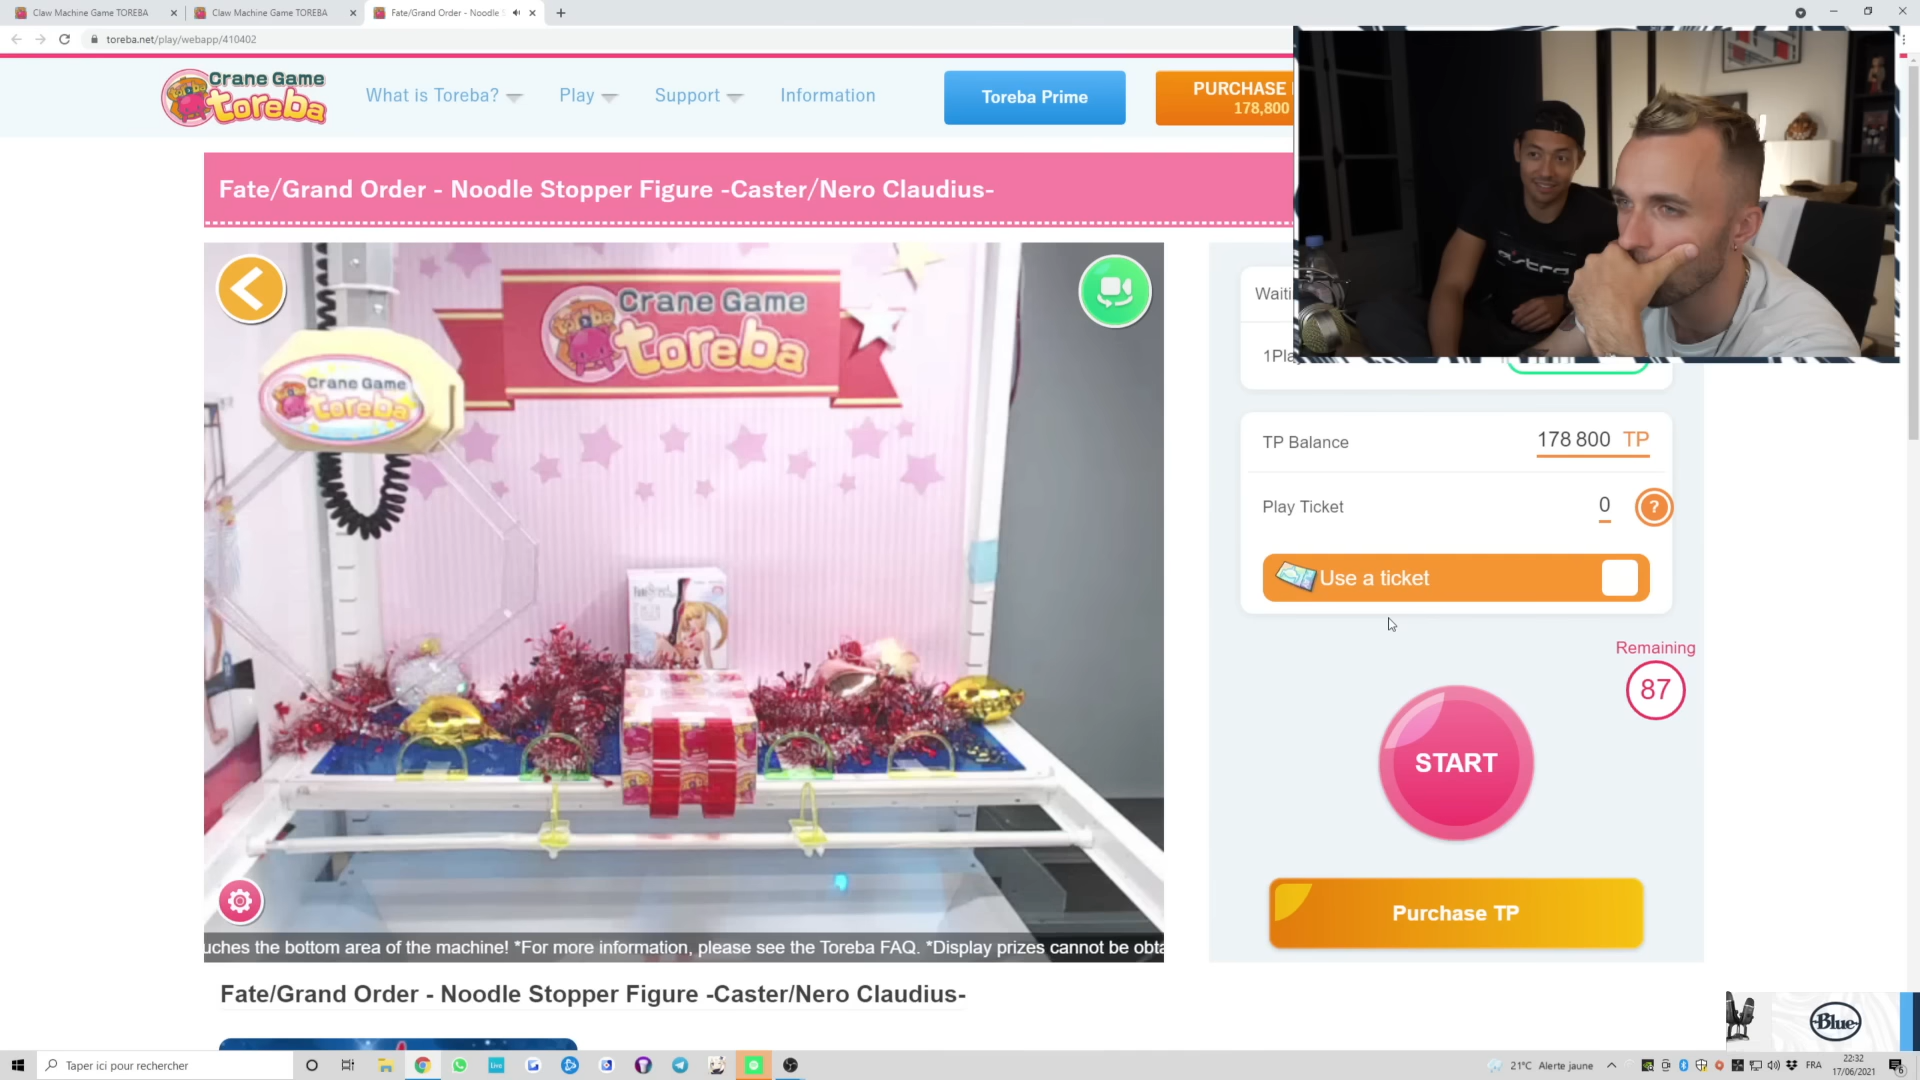 Claw Machine Game TOREBA
Claw Machine Game TOREBA
Fate/Grand Order - Noodle
toreba.net/play/webapp/410402
Crane Game
toreba
What is Toreba?
Play
Support
Information
Toreba Prime
PURCHASE
178,800
Fate/Grand Order - Noodle Stopper Figure -Caster/Nero Claudius-
Crane Game
toreba
Crane Game
toreba
astro
Waiti
1Pla
TP Balance
178 800 TP
Play Ticket
0
?
Use a ticket
Remaining
87
START
Purchase TP
uches the bottom area of the machine! *For more information, please see the Toreba FAQ. *Display prizes cannot be obta
Fate/Grand Order - Noodle Stopper Figure -Caster/Nero Claudius-
Blue
Taper ici pour rechercher
21°C Alerte jaune
FRA
22:32
17/06/2021